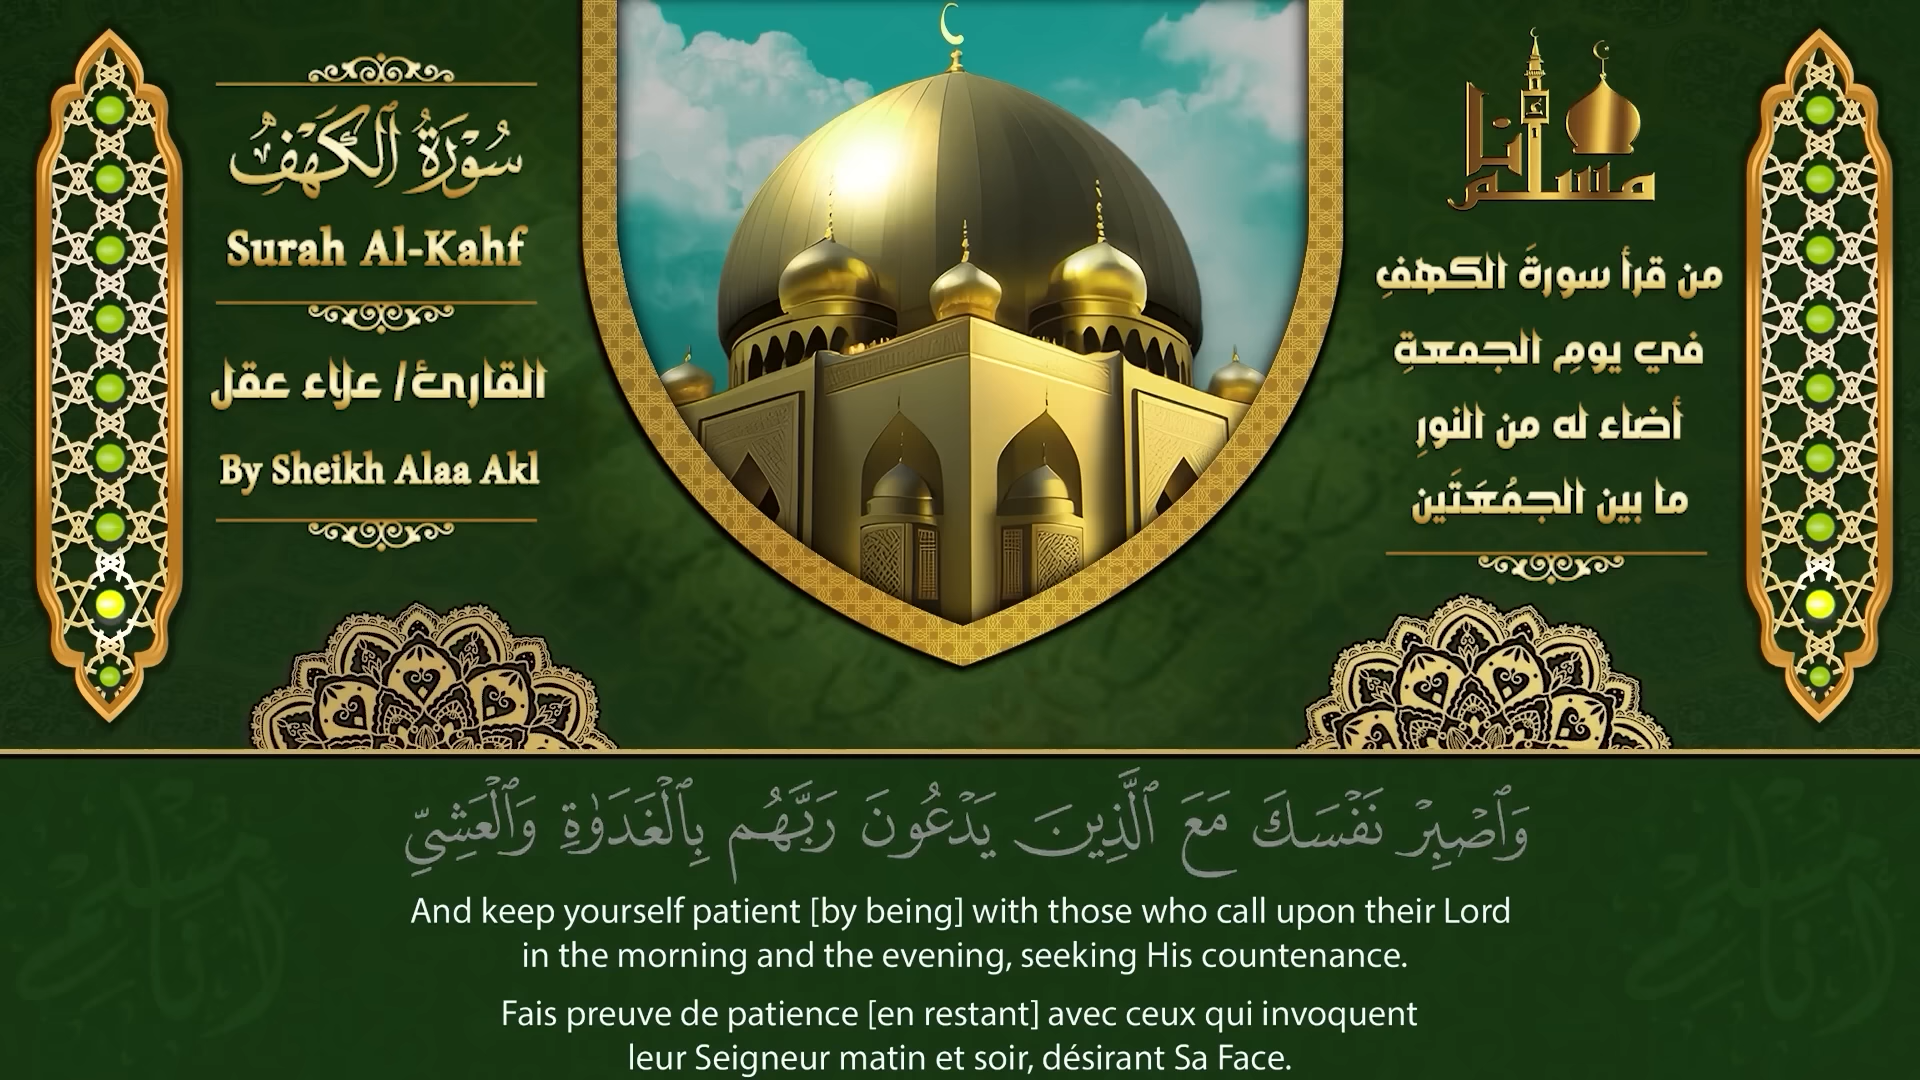 سُوْرَةُ الكَهْفِ
Surah Al-Kahf
القارئ/ علاء عقل
By Sheikh Alaa Akl
أنا مسلم
من قرأ سورةَ الكهفِ
في يومِ الجمعةِ
أضاء له من النورِ
ما بين الجمُعَتَين
وَٱصْبِرْ نَفْسَكَ مَعَ ٱلَّذِينَ يَدْعُونَ رَبَّهُم بِٱلْغَدَوٰةِ وَٱلْعَشِىِّ
And keep yourself patient [by being] with those who call upon their Lord
in the morning and the evening, seeking His countenance.
Fais preuve de patience [en restant] avec ceux qui invoquent
leur Seigneur matin et soir, désirant Sa Face.